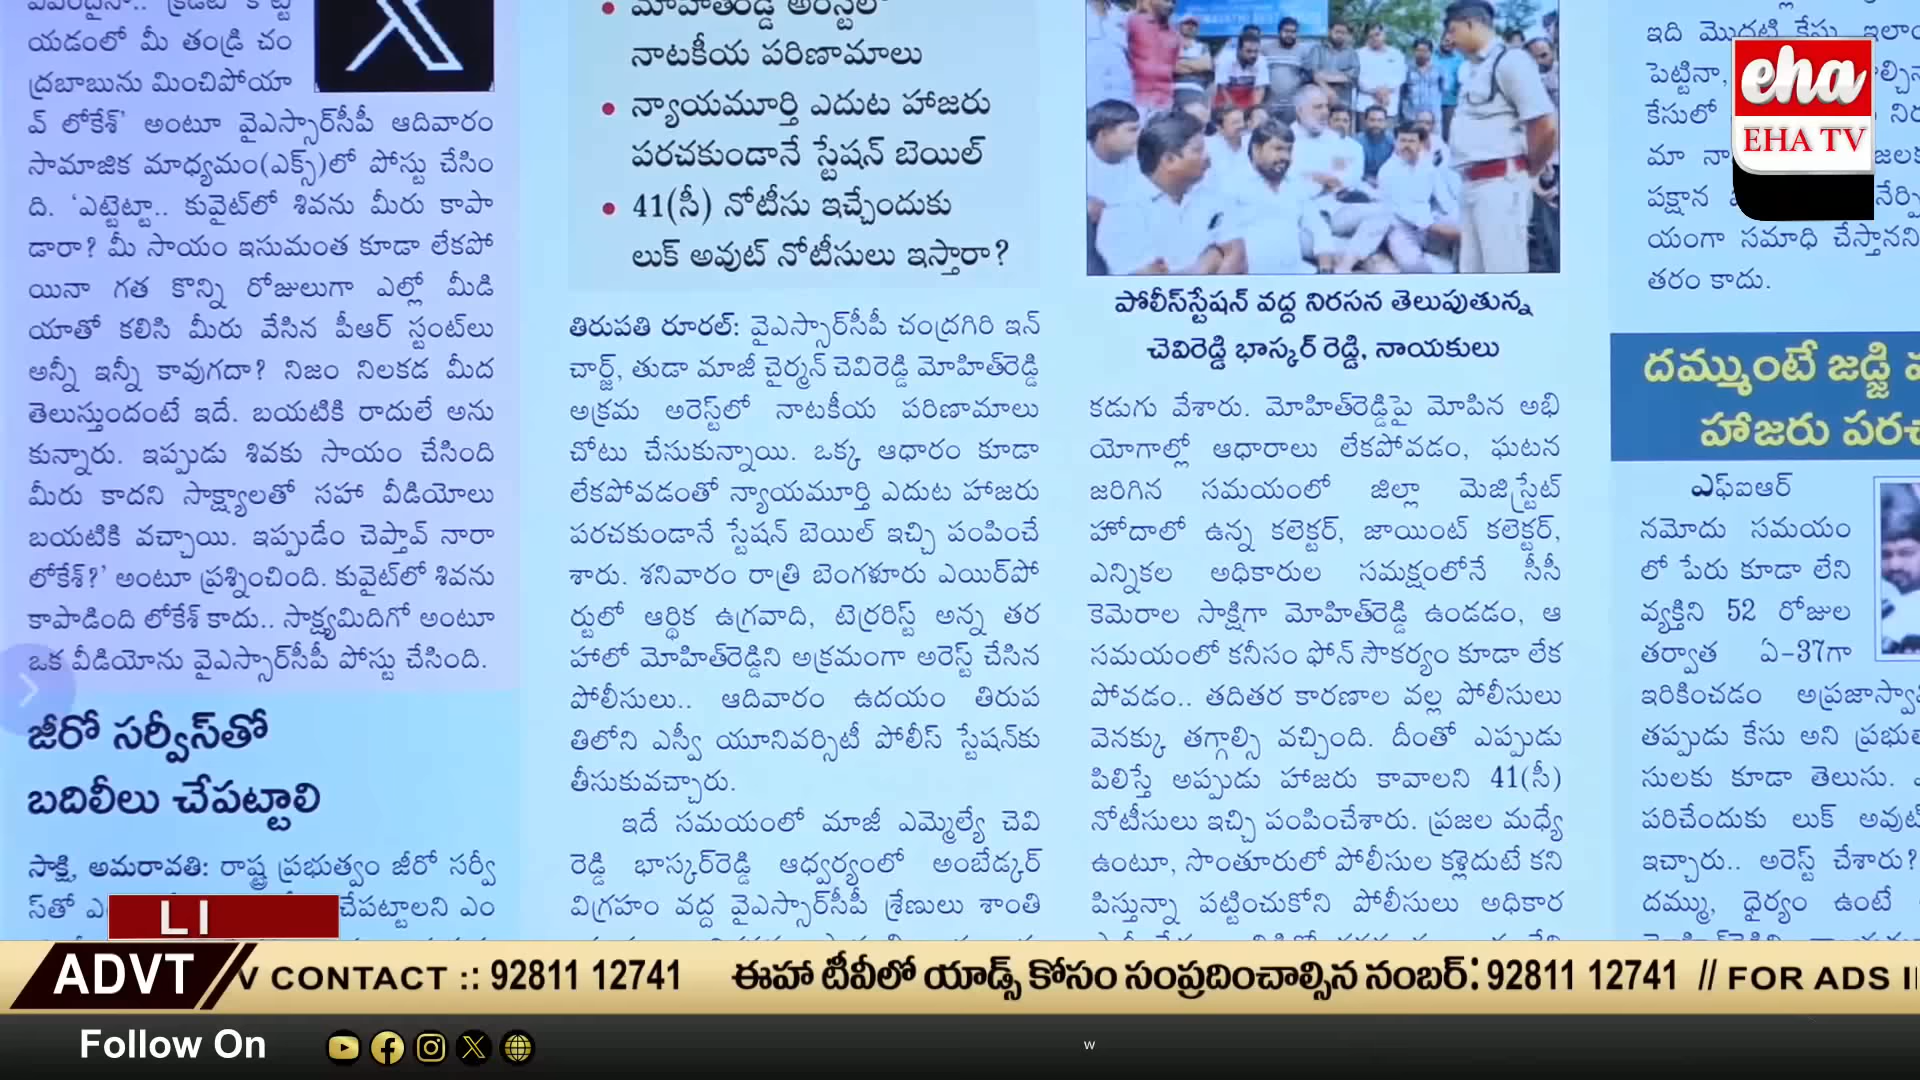 యడంలో మీ తండ్రి చం
ద్రబాబును మించిపోయా
వ్ లోకేశ్’ అంటూ వైఎస్సార్‌సీపీ ఆదివారం
సామాజిక మాధ్యమం(ఎక్స్)లో పోస్టు చేసిం
ది. ‘ఎట్టెట్టా.. కువైట్‌లో శివను మీరు కాపా
డారా? మీ సాయం ఇసుమంత కూడా లేకపో
యినా గత కొన్ని రోజులుగా ఎల్లో మీడి
యాతో కలిసి మీరు వేసిన పీఆర్ స్టంట్‌లు
అన్నీ ఇన్నీ కావుగదా? నిజం నిలకడ మీద
తెలుస్తుందంటే ఇదే. బయటికి రాదులే అను
కున్నారు. ఇప్పుడు శివకు సాయం చేసింది
మీరు కాదని సాక్ష్యాలతో సహా వీడియోలు
బయటికి వచ్చాయి. ఇప్పుడేం చెప్తావ్ నారా
లోకేశ్?’ అంటూ ప్రశ్నించింది. కువైట్‌లో శివను
కాపాడింది లోకేశ్ కాదు.. సాక్ష్యమిదిగో అంటూ
ఒక వీడియోను వైఎస్సార్‌సీపీ పోస్టు చేసింది.
జీరో సర్వీస్‌తో
బదిలీలు చేపట్టాలి
సాక్షి, అమరావతి: రాష్ట్ర ప్రభుత్వం జీరో సర్వీ
స్‌తో చేపట్టాలని ఎం
నాటకీయ పరిణామాలు
• న్యాయమూర్తి ఎదుట హాజరు
పరచకుండానే స్టేషన్ బెయిల్
• 41(సీ) నోటీసు ఇచ్చేందుకు
లుక్ అవుట్ నోటీసులు ఇస్తారా?
తిరుపతి రూరల్: వైఎస్సార్‌సీపీ చంద్రగిరి ఇన్
చార్జ్, తుడా మాజీ చైర్మన్ చెవిరెడ్డి మోహిత్‌రెడ్డి
అక్రమ అరెస్ట్‌లో నాటకీయ పరిణామాలు
చోటు చేసుకున్నాయి. ఒక్క ఆధారం కూడా
లేకపోవడంతో న్యాయమూర్తి ఎదుట హాజరు
పరచకుండానే స్టేషన్ బెయిల్ ఇచ్చి పంపించే
శారు. శనివారం రాత్రి బెంగళూరు ఎయిర్‌పో
ర్టులో ఆర్థిక ఉగ్రవాది, టెర్రరిస్ట్ అన్న తర
హాలో మోహిత్‌రెడ్డిని అక్రమంగా అరెస్ట్ చేసిన
పోలీసులు.. ఆదివారం ఉదయం తిరుప
తిలోని ఎస్వీ యూనివర్సిటీ పోలీస్ స్టేషన్‌కు
తీసుకువచ్చారు.
ఇదే సమయంలో మాజీ ఎమ్మెల్యే చెవి
రెడ్డి భాస్కర్‌రెడ్డి ఆధ్వర్యంలో అంబేడ్కర్
విగ్రహం వద్ద వైఎస్సార్‌సీపీ శ్రేణులు శాంతి
పోలీస్‌స్టేషన్ వద్ద నిరసన తెలుపుతున్న
చెవిరెడ్డి భాస్కర్ రెడ్డి, నాయకులు
కడుగు వేశారు. మోహిత్‌రెడ్డిపై మోపిన అభి
యోగాల్లో ఆధారాలు లేకపోవడం, ఘటన
జరిగిన సమయంలో జిల్లా మెజిస్ట్రేట్
హోదాలో ఉన్న కలెక్టర్, జాయింట్ కలెక్టర్,
ఎన్నికల అధికారుల సమక్షంలోనే సీసీ
కెమెరాల సాక్షిగా మోహిత్‌రెడ్డి ఉండడం, ఆ
సమయంలో కనీసం ఫోన్ సౌకర్యం కూడా లేక
పోవడం.. తదితర కారణాల వల్ల పోలీసులు
వెనక్కు తగ్గాల్సి వచ్చింది. దీంతో ఎప్పుడు
పిలిస్తే అప్పుడు హాజరు కావాలని 41(సీ)
నోటీసులు ఇచ్చి పంపించేశారు. ప్రజల మధ్యే
ఉంటూ, సొంతూరులో పోలీసుల కళ్లెదుటే కని
పిస్తున్నా పట్టించుకోని పోలీసులు అధికార
ఇది మొదటి కేసు
పెట్టినా,
కేసులో
మా
పక్షాన
యంగా సమాధి చేస్తానని
తరం కాదు.
దమ్ముంటే జడ్జి
హాజరు
ఎఫ్ఐఆర్
నమోదు సమయం
లో పేరు కూడా లేని
వ్యక్తిని 52 రోజుల
తర్వాత ఏ-37గా
ఇరికించడం
తప్పుడు కేసు అని
సులకు కూడా తెలుసు.
పరిచేందుకు లుక్ అవుట్
ఇచ్చారు.. అరెస్ట్ చేశారు?
దమ్ము, ధైర్యం ఉంటే
eha
EHA TV
LI
ADVT
V CONTACT :: 92811 12741 ఈహా టీవీలో యాడ్స్ కోసం సంప్రదించాల్సిన నంబర్: 92811 12741 // FOR ADS
Follow On
w